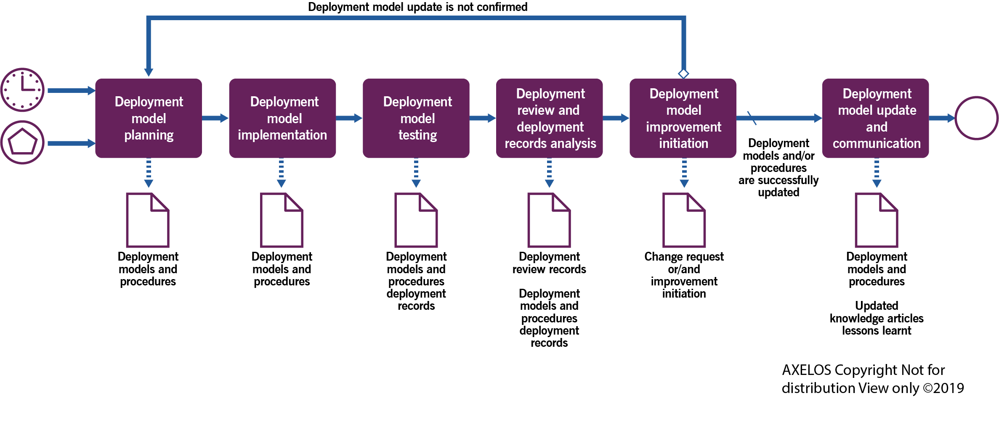 Deployment model update is not confirmed
Deployment
model
planning
Deployment
model
implementation
Deployment
model
testing
Deployment
review and
deployment
records analysis
Deployment
model
improvement
initiation
Deployment
models and/or
procedures
are successfully
updated
Deployment
model update
and
communication
Deployment
models and
procedures
Deployment
models and
procedures
Deployment
models and
procedures
deployment
records
Deployment
review records
Deployment
models and
procedures
deployment
records
Change request
or/and
improvement
initiation
Deployment
models and
procedures
Updated
knowledge articles
lessons learnt
AXELOS Copyright Not for
distribution View only ©2019